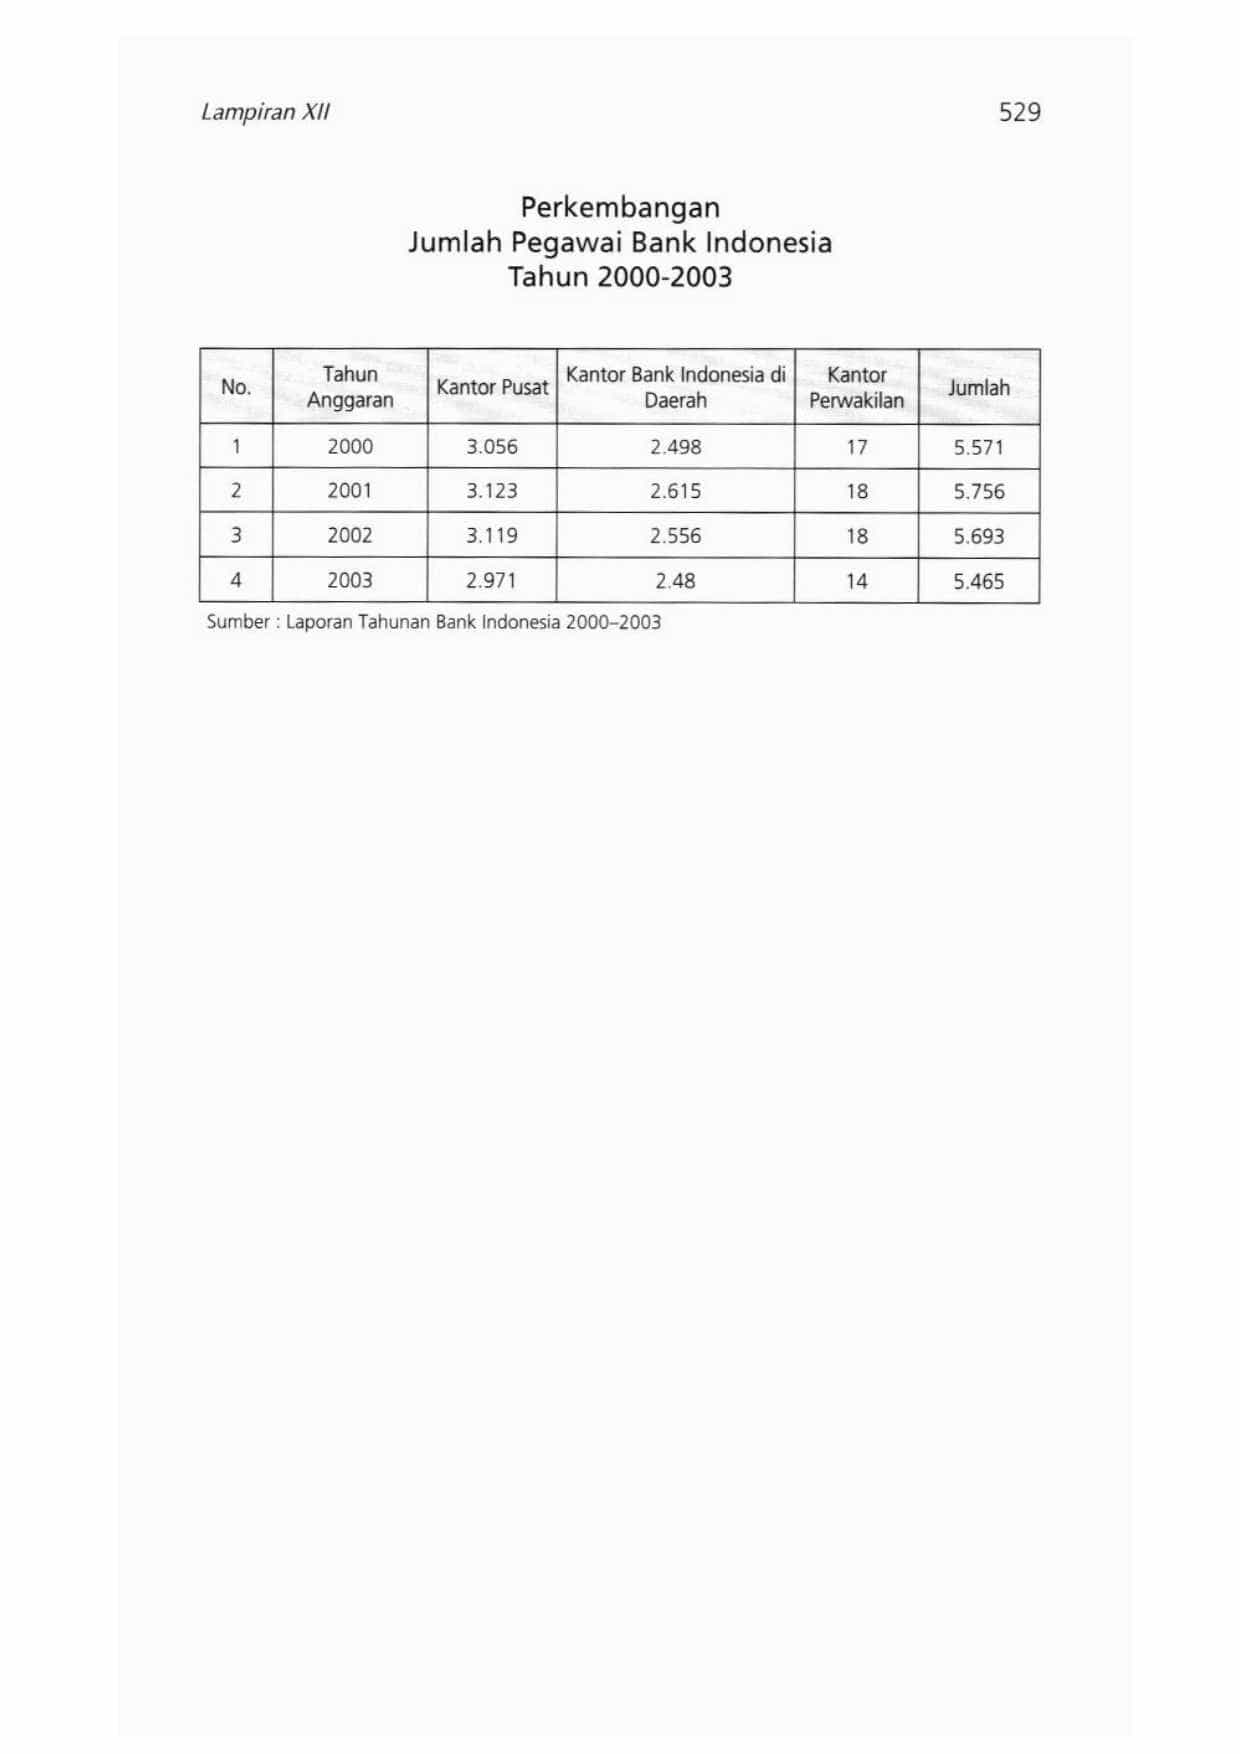 Lampiran XII 529
Perkembangan
Jumlah Pegawai Bank Indonesia
Tahun 2000-2003
No. Tahun Anggaran Kantor Pusat Kantor Bank Indonesia di Daerah Kantor Perwakilan Jumlah
1 2000 3.056 2.498 17 5.571
2 2001 3.123 2.615 18 5.756
3 2002 3.119 2.556 18 5.693
4 2003 2.971 2.48 14 5.465
Sumber : Laporan Tahunan Bank Indonesia 2000–2003